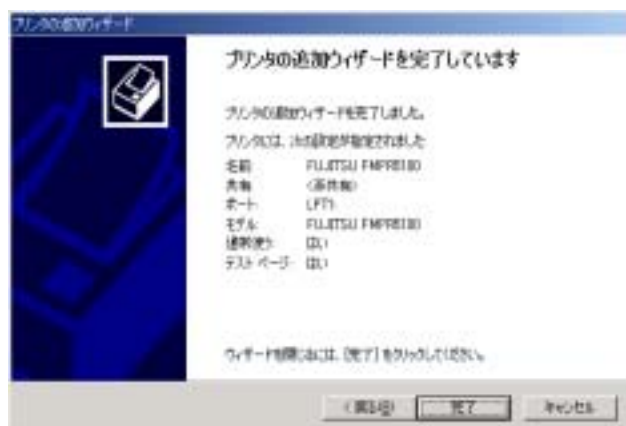 プリンタの追加ウィザード
プリンタの追加ウィザードを完了しています
プリンタの追加ウィザードを完了しました。
プリンタには、次の設定が指定されました
名前: FUJITSU
共有: <非共有>
ポート: LPT1:
モデル: FUJITSU
通常使う: はい
テスト ページ: はい
ウィザードを閉じるには、[完了] をクリックしてください。
< 戻る(B) 完了 キャンセル